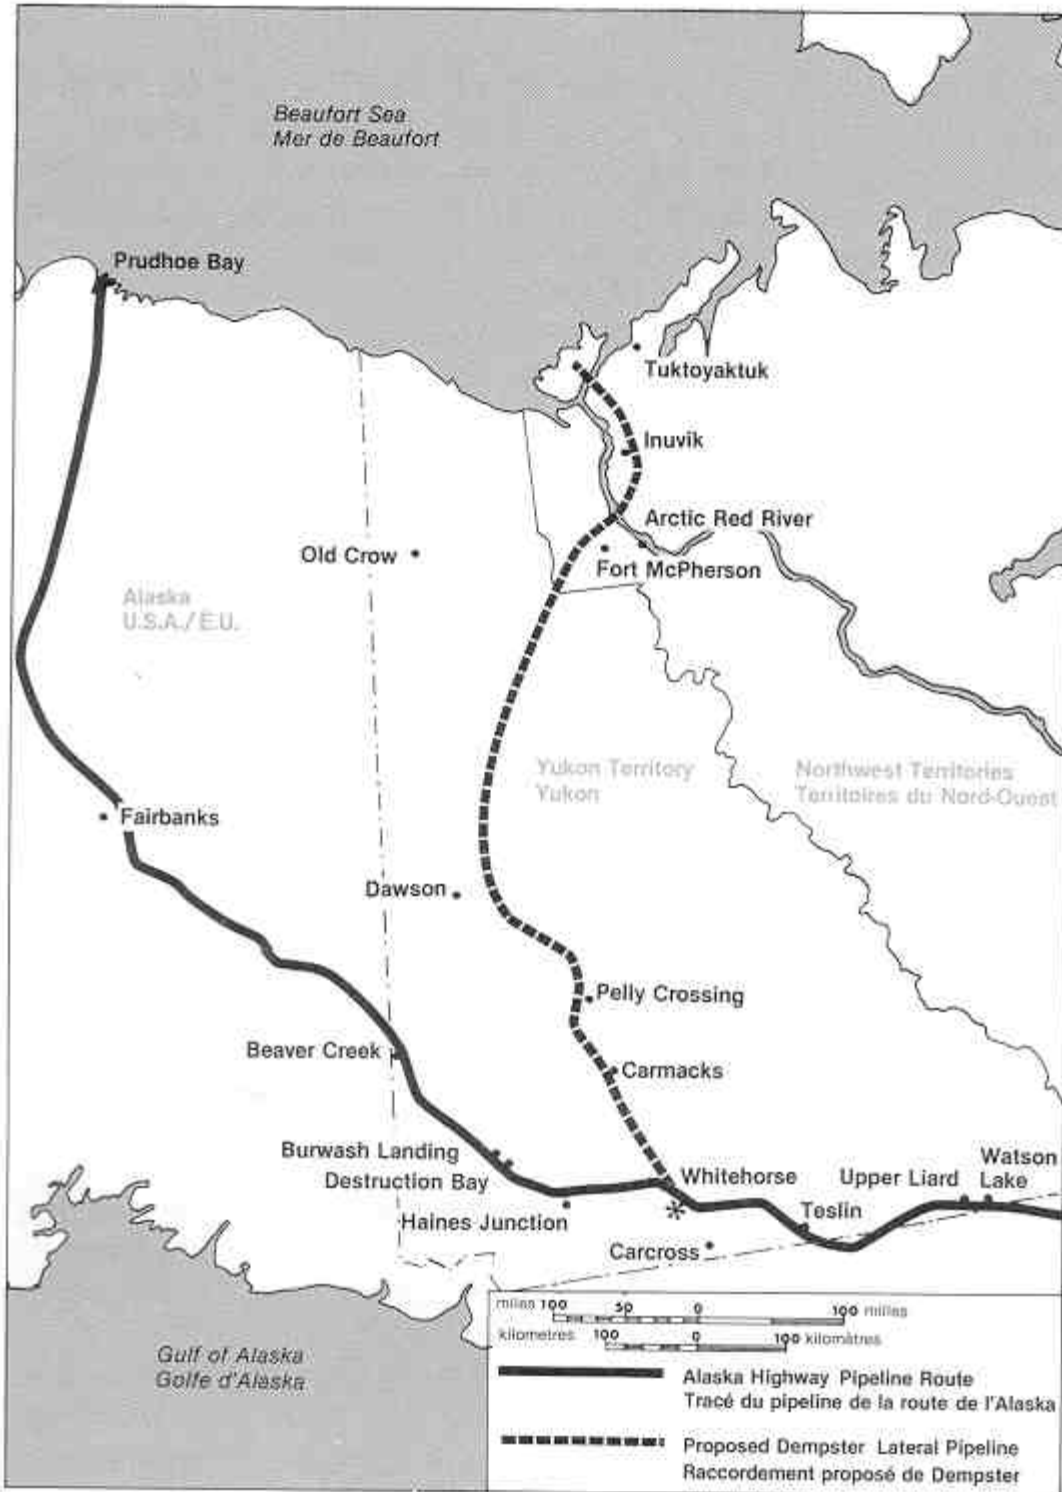 Beaufort Sea
Mer de Beaufort
Prudhoe Bay
Tuktoyaktuk
Inuvik
Arctic Red River
Old Crow
Fort McPherson
Alaska
U.S.A./É.U.
Yukon Territory
Yukon
Northwest Territories
Territoires du Nord-Ouest
Fairbanks
Dawson
Pelly Crossing
Beaver Creek
Carmacks
Burwash Landing
Destruction Bay
Haines Junction
Whitehorse
Upper Liard
Watson
Lake
Teslin
Carcross
miles 100 50 0 100 miles
kilometres 100 0 100 kilomètres
Gulf of Alaska
Golfe d'Alaska
Alaska Highway Pipeline Route
Tracé du pipeline de la route de l'Alaska
Proposed Dempster Lateral Pipeline
Raccordement proposé de Dempster